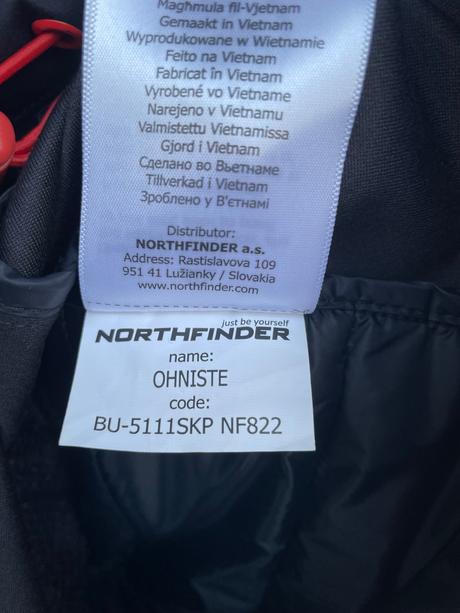 Magħmula fil-Vjetnam
Gemaakt in Vietnam
Wyprodukowane w Wietnamie
Feito na Vietnam
Fabricat în Vietnam
Vyrobené vo Vietname
Narejeno v Vietnamu
Valmistettu Vietnamissa
Gjord i Vietnam
Сделано во Вьетнаме
Tillverkad i Vietnam
Зроблено у В'єтнамі
Distributor:
NORTHFINDER a.s.
Address: Rastislavova 109
951 41 Lužianky / Slovakia
www.northfinder.com
just be yourself
NORTHFINDER
name:
OHNISTE
code:
BU-5111SKP NF822